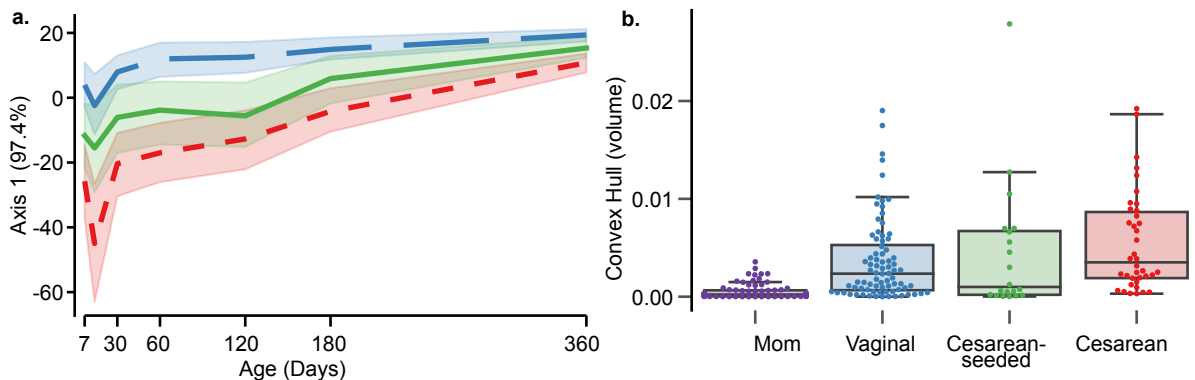 a.
Axis 1 (97.4%)
20
0
-20
-40
-60
7 30 60 120 180 360
Age (Days)
b.
Convex Hull (volume)
0.02
0.01
0.00
Mom Vaginal Cesarean- Cesarean
seeded